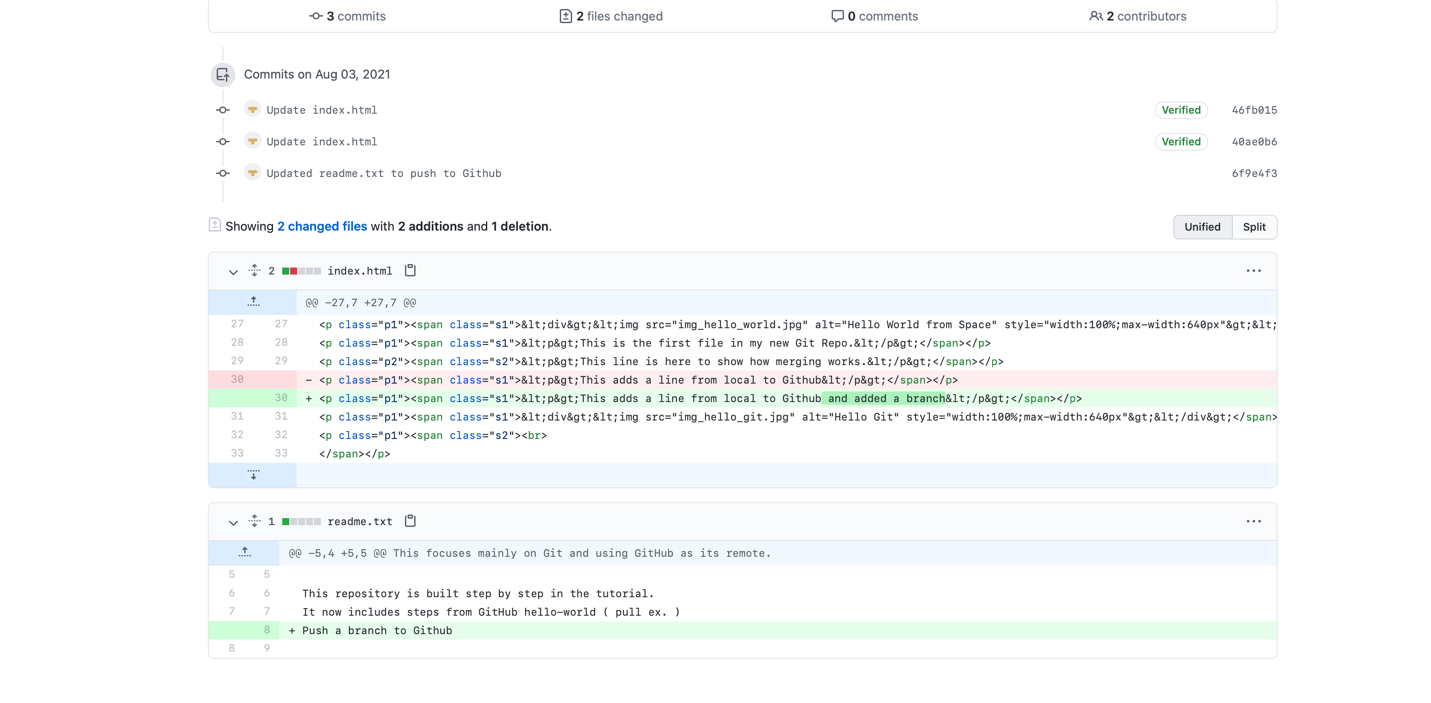 3 commits
2 files changed
0 comments
2 contributors
Commits on Aug 03, 2021
Update index.html Verified 46fb015
Update index.html Verified 40ae0b6
Updated readme.txt to push to Github 6f9e4f3
Showing 2 changed files with 2 additions and 1 deletion.
Unified Split
2 index.html
@@ -27,7 +27,7 @@
27 27 <p class="p1"><span class="s1">&lt;div&gt;&lt;img src="img_hello_world.jpg" alt="Hello World from Space" style="width:100%;max-width:640px"&gt;&lt;
28 28 <p class="p1"><span class="s1">&lt;p&gt;This is the first file in my new Git Repo.&lt;/p&gt;</span></p>
29 29 <p class="p2"><span class="s2">&lt;p&gt;This line is here to show how merging works.&lt;/p&gt;</span></p>
30 - <p class="p1"><span class="s1">&lt;p&gt;This adds a line from local to Github&lt;/p&gt;</span></p>
30 + <p class="p1"><span class="s1">&lt;p&gt;This adds a line from local to Github and added a branch&lt;/p&gt;</span></p>
31 31 <p class="p1"><span class="s1">&lt;div&gt;&lt;img src="img_hello_git.jpg" alt="Hello Git" style="width:100%;max-width:640px"&gt;&lt;/div&gt;</span>
32 32 <p class="p1"><span class="s2"><br>
33 33 </span></p>
1 readme.txt
@@ -5,4 +5,5 @@ This focuses mainly on Git and using GitHub as its remote.
5 5
6 6 This repository is built step by step in the tutorial.
7 7 It now includes steps from GitHub hello-world ( pull ex. )
8 + Push a branch to Github
8 9